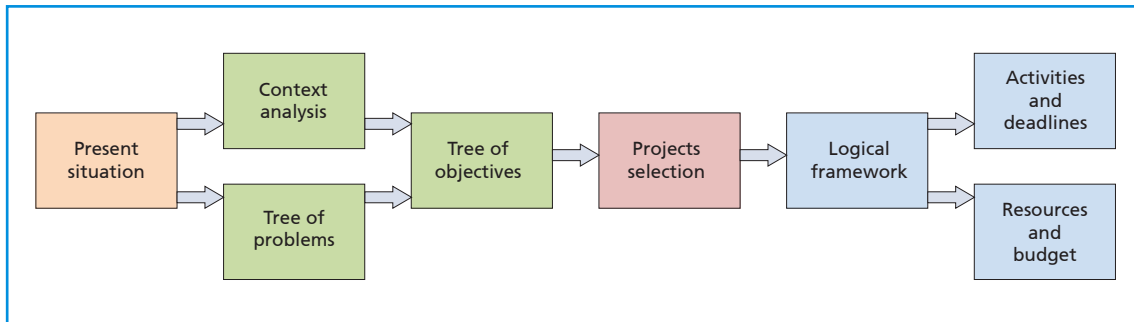 Present
situation
Context
analysis
Tree of
problems
Tree of
objectives
Projects
selection
Logical
framework
Activities
and
deadlines
Resources
and
budget